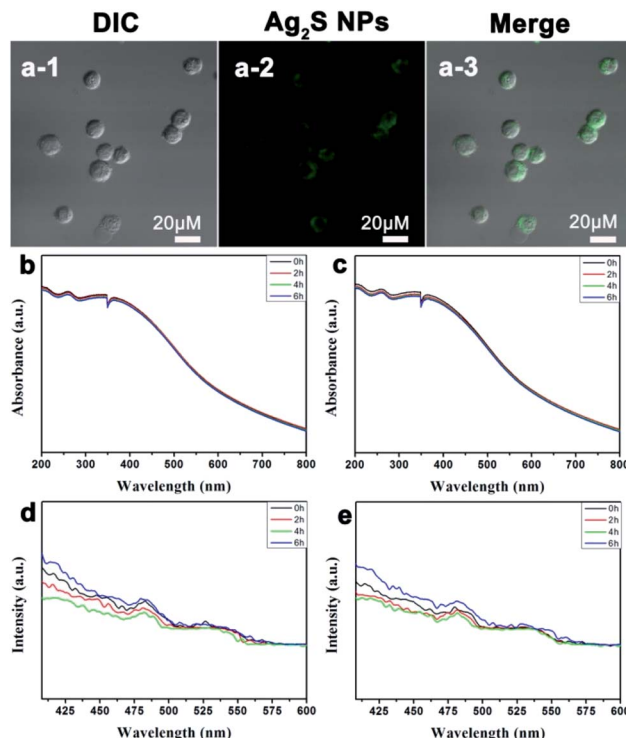 DIC Ag₂S NPs Merge
a-1 a-2 a-3
20μM 20μM 20μM
b c
0h 0h
2h 2h
4h 4h
6h 6h
Absorbance (a.u.) Absorbance (a.u.)
200 300 400 500 600 700 800 200 300 400 500 600 700 800
Wavelength (nm) Wavelength (nm)
d e
0h 0h
2h 2h
4h 4h
6h 6h
Intensity (a.u.) Intensity (a.u.)
425 450 475 500 525 550 575 600 425 450 475 500 525 550 575 600
Wavelength (nm) Wavelength (nm)